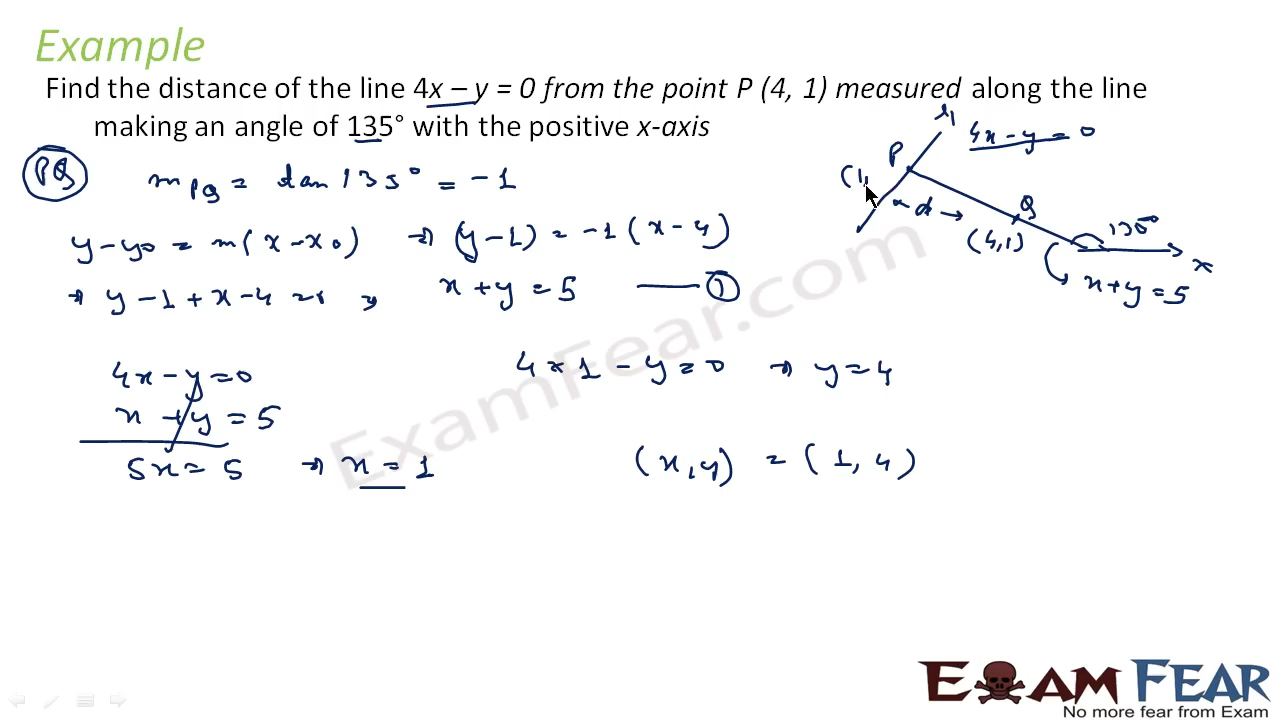 Example
Find the distance of the line 4x – y = 0 from the point P (4, 1) measured along the line
making an angle of 135° with the positive x-axis
l1
4x - y = 0
P
(1,
PQ
m PQ = tan 135° = -1
← d →
Q
(4,1)
135°
x
x+y = 5
y - y0 = m(x - x0) ⇒ (y - 1) = -1 (x - 4)
⇒ y - 1 + x - 4 = 0 ⇒ x + y = 5 —— ①
4x - y = 0
x + y = 5
5x = 5 ⇒ x = 1
4 × 1 - y = 0 ⇒ y = 4
(x, y) = (1, 4)
ExamFear.com
EXAM FEAR
No more fear from Exam